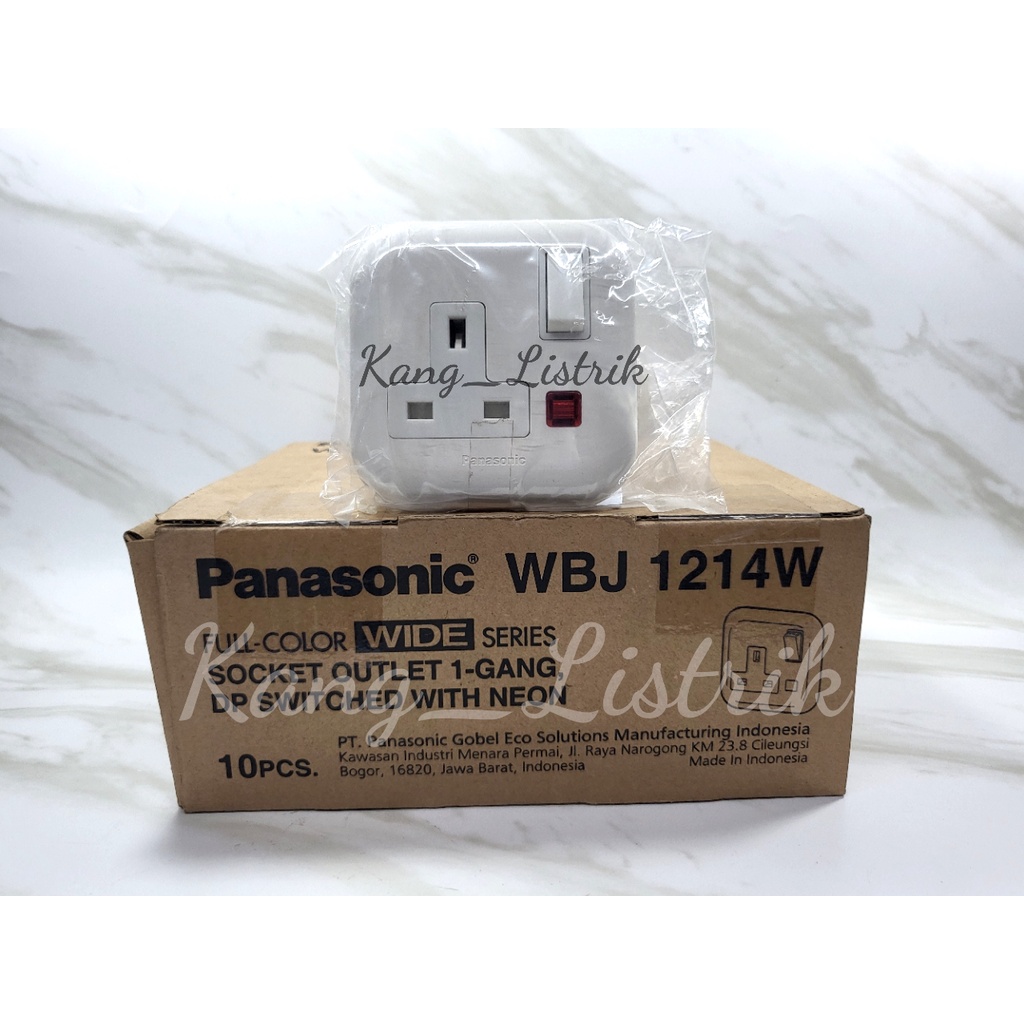 Kang_Listrik
Panasonic
Panasonic® WBJ 1214W
FULL-COLOR WIDE SERIES
SOCKET OUTLET 1-GANG,
DP SWITCHED WITH NEON
Kang_Listrik
10PCS.
PT. Panasonic Gobel Eco Solutions Manufacturing Indonesia
Kawasan Industri Menara Permai, Jl. Raya Narogong KM 23.8 Cileungsi
Bogor, 16820, Jawa Barat, Indonesia
Made In Indonesia